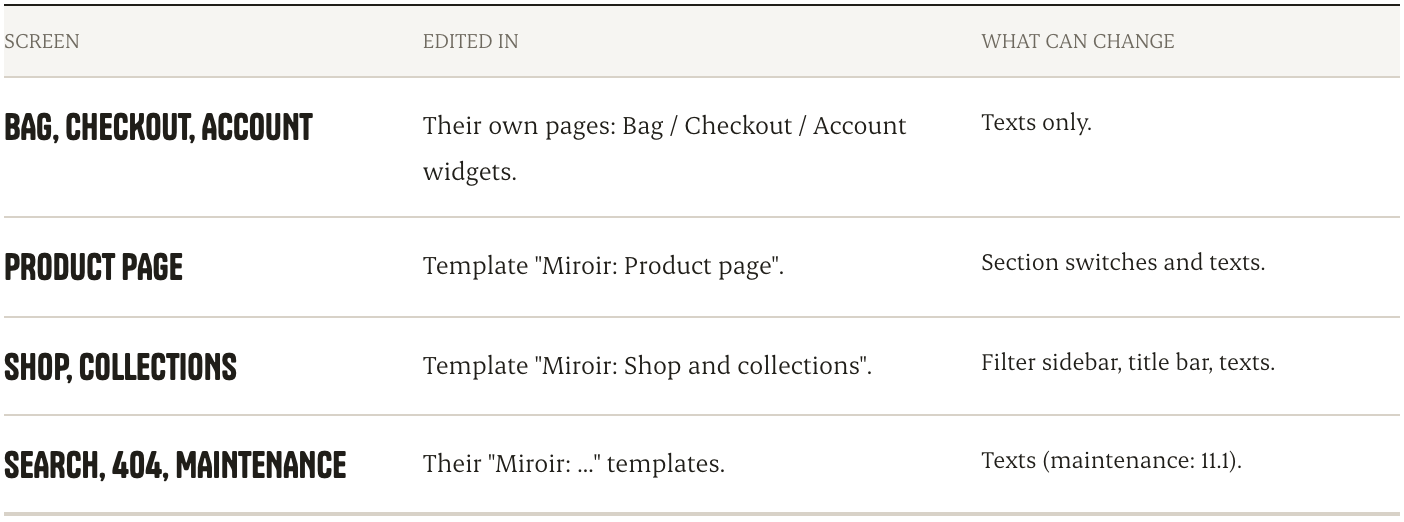 SCREEN EDITED IN WHAT CAN CHANGE
BAG, CHECKOUT, ACCOUNT Their own pages: Bag / Checkout / Account Texts only.
widgets.
PRODUCT PAGE Template "Miroir: Product page". Section switches and texts.
SHOP, COLLECTIONS Template "Miroir: Shop and collections". Filter sidebar, title bar, texts.
SEARCH, 404, MAINTENANCE Their "Miroir: ..." templates. Texts (maintenance: 11.1).